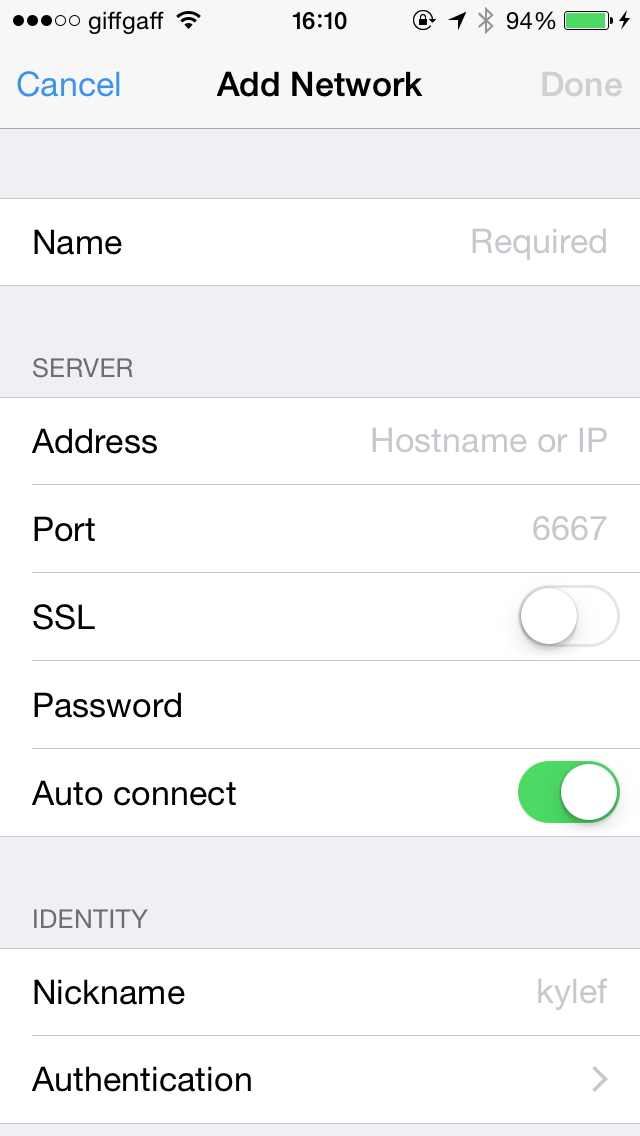 giffgaff 16:10 94%
Cancel Add Network Done
Name Required
SERVER
Address Hostname or IP
Port 6667
SSL
Password
Auto connect
IDENTITY
Nickname kylef
Authentication